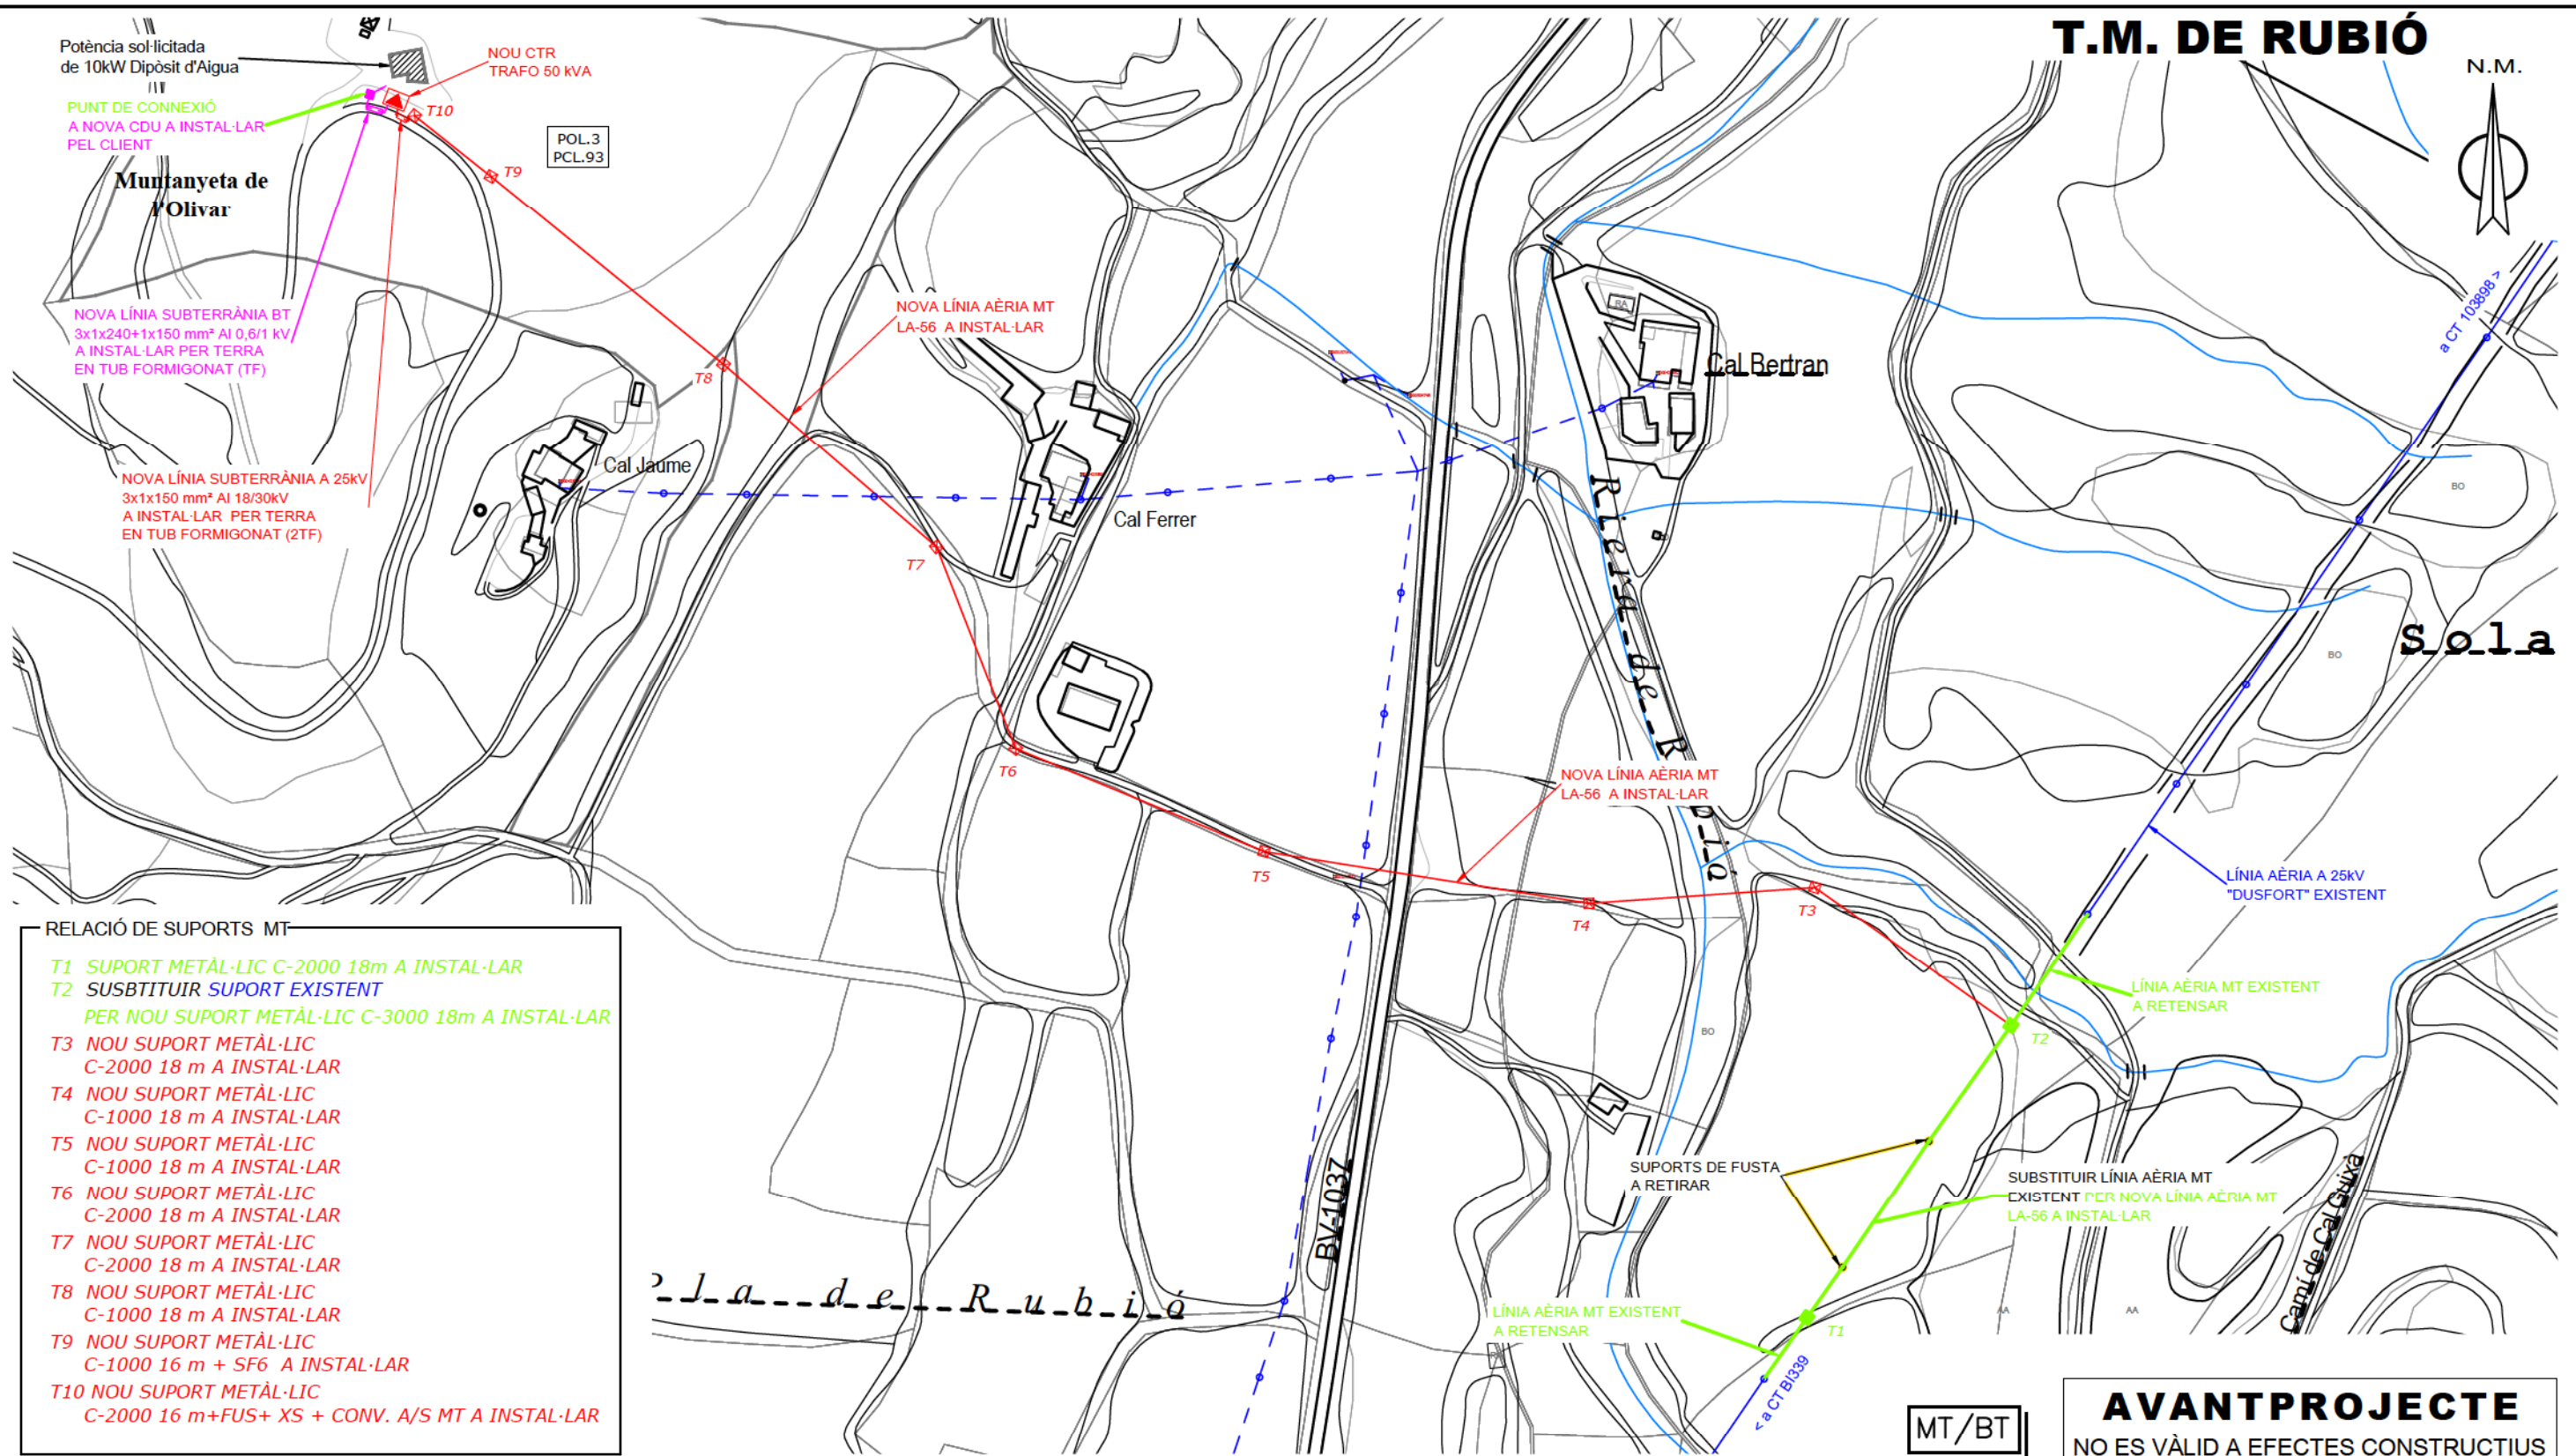 T.M. DE RUBIÓ
N.M.
Potència sol·licitada
de 10kW Dipòsit d'Aigua
NOU CTR
TRAFO 50 kVA
PUNT DE CONNEXIÓ
A NOVA CDU A INSTAL·LAR
PEL CLIENT
T10
POL.3
PCL.93
T9
Muntanyeta de
l'Olivar
NOVA LÍNIA SUBTERRÀNIA BT
3x1x240+1x150 mm² Al 0,6/1 kV
A INSTAL·LAR PER TERRA
EN TUB FORMIGONAT (TF)
NOVA LÍNIA AÈRIA MT
LA-56 A INSTAL·LAR
a CT 103898 >
RA
Cal Bertran
T8
Cal Jaume
NOVA LÍNIA SUBTERRÀNIA A 25kV
3x1x150 mm² Al 18/30kV
A INSTAL·LAR PER TERRA
EN TUB FORMIGONAT (2TF)
Cal Ferrer
BO
T7
Riera de R bió
Sola
BO
T6
NOVA LÍNIA AÈRIA MT
LA-56 A INSTAL·LAR
T5
T4
T3
LÍNIA AÈRIA A 25kV
"DUSFORT" EXISTENT
LÍNIA AÈRIA MT EXISTENT
A RETENSAR
BO
T2
RELACIÓ DE SUPORTS MT
T1 SUPORT METÀL·LIC C-2000 18m A INSTAL·LAR
T2 SUSBTITUIR SUPORT EXISTENT
PER NOU SUPORT METÀL·LIC C-3000 18m A INSTAL·LAR
T3 NOU SUPORT METÀL·LIC
C-2000 18 m A INSTAL·LAR
T4 NOU SUPORT METÀL·LIC
C-1000 18 m A INSTAL·LAR
T5 NOU SUPORT METÀL·LIC
C-1000 18 m A INSTAL·LAR
T6 NOU SUPORT METÀL·LIC
C-2000 18 m A INSTAL·LAR
T7 NOU SUPORT METÀL·LIC
C-2000 18 m A INSTAL·LAR
T8 NOU SUPORT METÀL·LIC
C-1000 18 m A INSTAL·LAR
T9 NOU SUPORT METÀL·LIC
C-1000 16 m + SF6 A INSTAL·LAR
T10 NOU SUPORT METÀL·LIC
C-2000 16 m+FUS+ XS + CONV. A/S MT A INSTAL·LAR
SUPORTS DE FUSTA
A RETIRAR
SUBSTITUIR LÍNIA AÈRIA MT
EXISTENT PER NOVA LÍNIA AÈRIA MT
LA-56 A INSTAL·LAR
BV-1037
Camí de Cal Guixà
Pla de Rubió
LÍNIA AÈRIA MT EXISTENT
A RETENSAR
T1
AA
AA
< a CT BI339
MT/BT
AVANTPROJECTE
NO ES VÀLID A EFECTES CONSTRUCTIUS